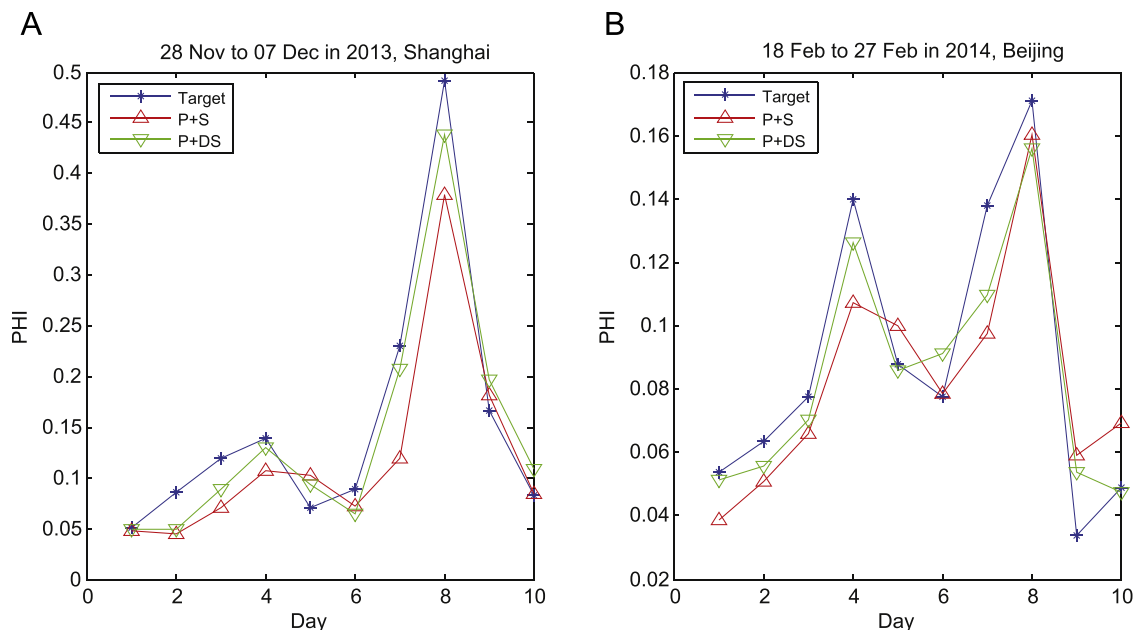 A
28 Nov to 07 Dec in 2013, Shanghai
0.5
0.45
0.4
0.35
0.3
0.25
0.2
0.15
0.1
0.05
0
PHI
Target
P+S
P+DS
0 2 4 6 8 10
Day
B
18 Feb to 27 Feb in 2014, Beijing
0.18
0.16
0.14
0.12
0.1
0.08
0.06
0.04
0.02
PHI
Target
P+S
P+DS
0 2 4 6 8 10
Day